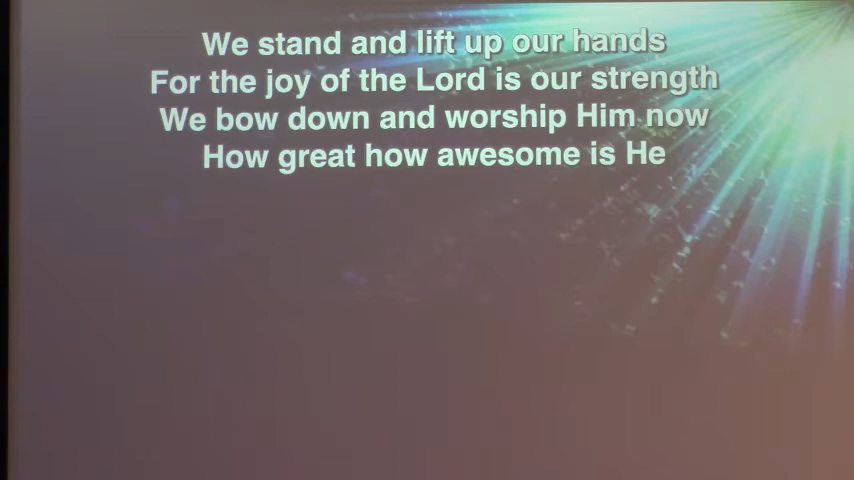 We stand and lift up our hands
For the joy of the Lord is our strength
We bow down and worship Him now
How great how awesome is He